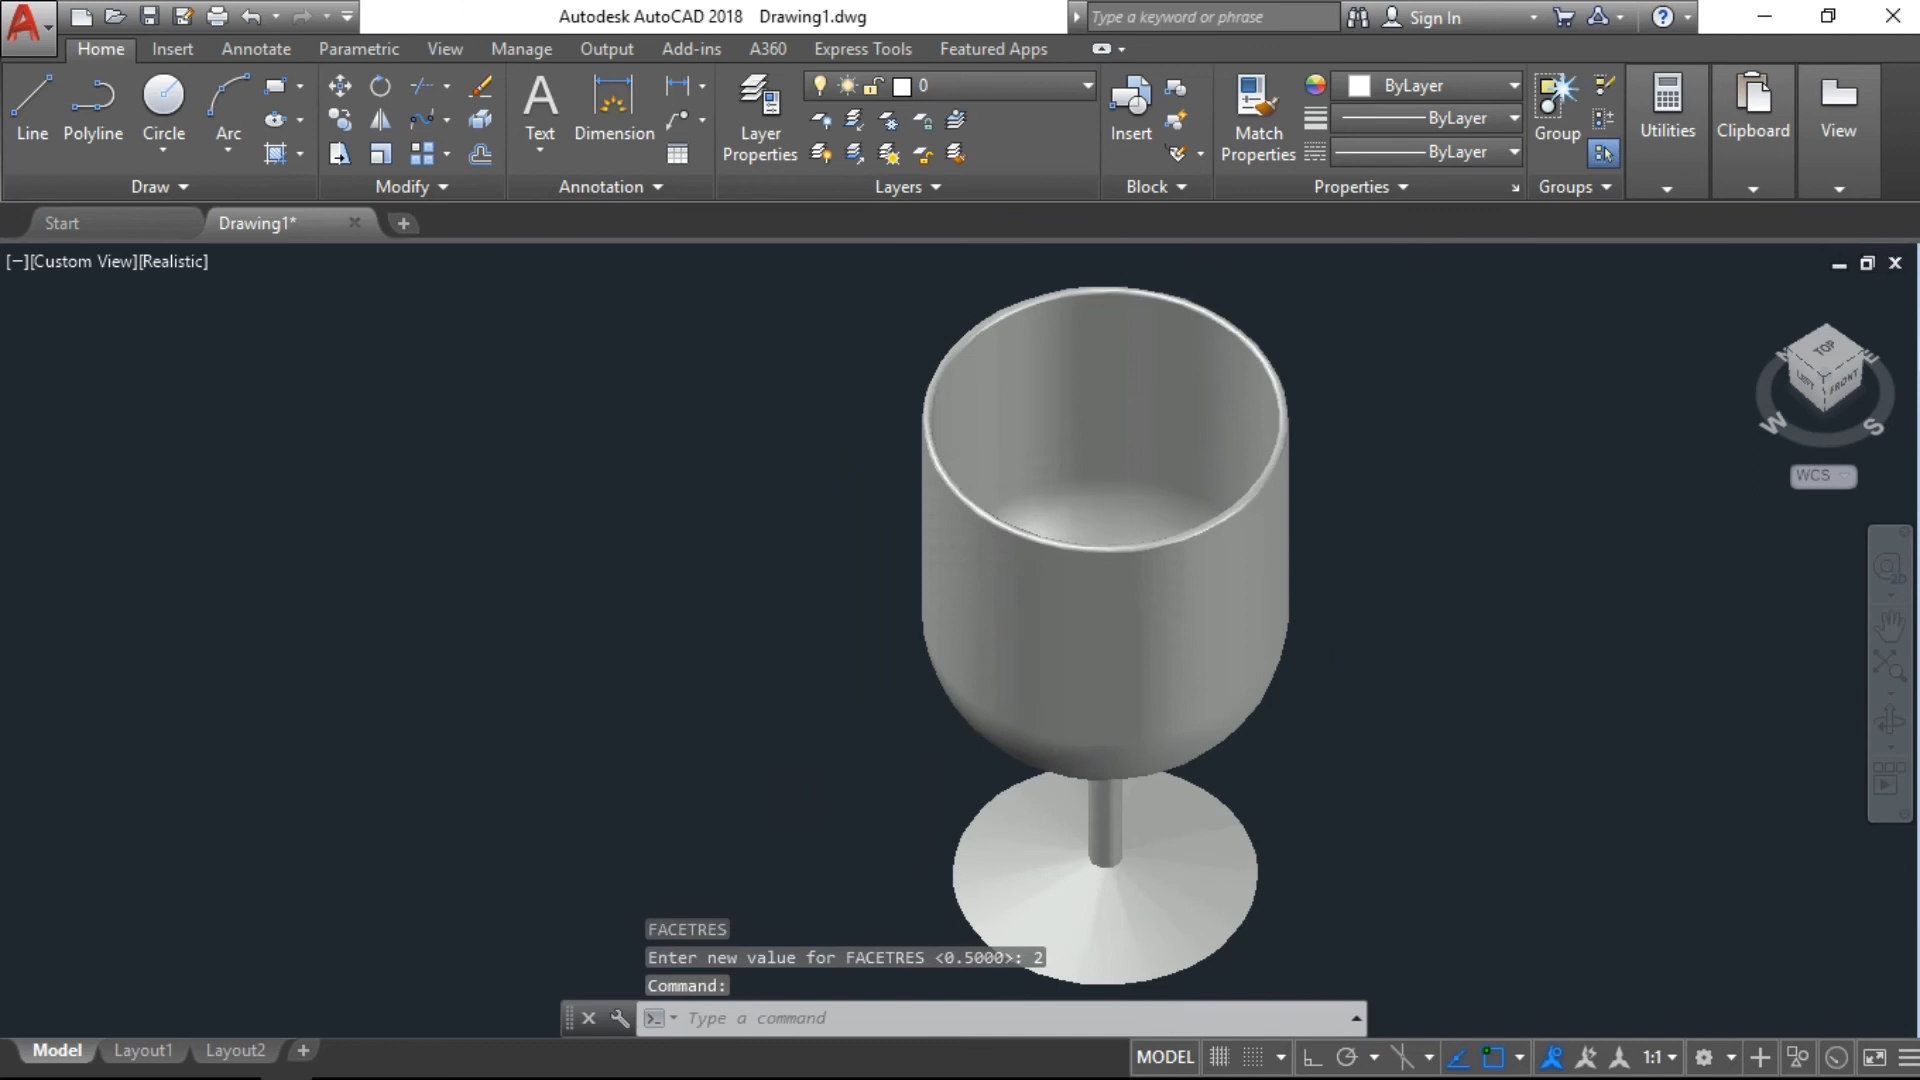 Autodesk AutoCAD 2018 Drawing1.dwg
Type a keyword or phrase
Sign In
Home Insert Annotate Parametric View Manage Output Add-ins A360 Express Tools Featured Apps
Line Polyline Circle Arc
Text Dimension
Layer Properties
0
Insert
Match Properties
ByLayer
ByLayer
ByLayer
Group
Utilities
Clipboard
View
Draw
Modify
Annotation
Layers
Block
Properties
Groups
Start
Drawing1*
[−][Custom View][Realistic]
TOP
LEFT
FRONT
N
E
W
S
WCS
2D
FACETRES
Enter new value for FACETRES <0.5000>: 2
Command:
Type a command
Model Layout1 Layout2
MODEL
1:1